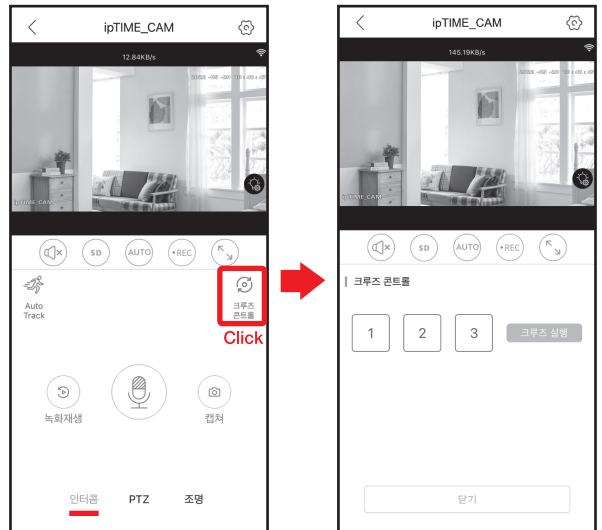 ipTIME_CAM
12.84KB/s
ipTIME_CAM
SD
AUTO
REC
Auto
Track
크루즈
콘트롤
Click
녹화재생
캡쳐
인터콤
PTZ
조명
ipTIME_CAM
145.19KB/s
ipTIME_CAM
SD
AUTO
REC
크루즈 콘트롤
1
2
3
크루즈 실행
닫기